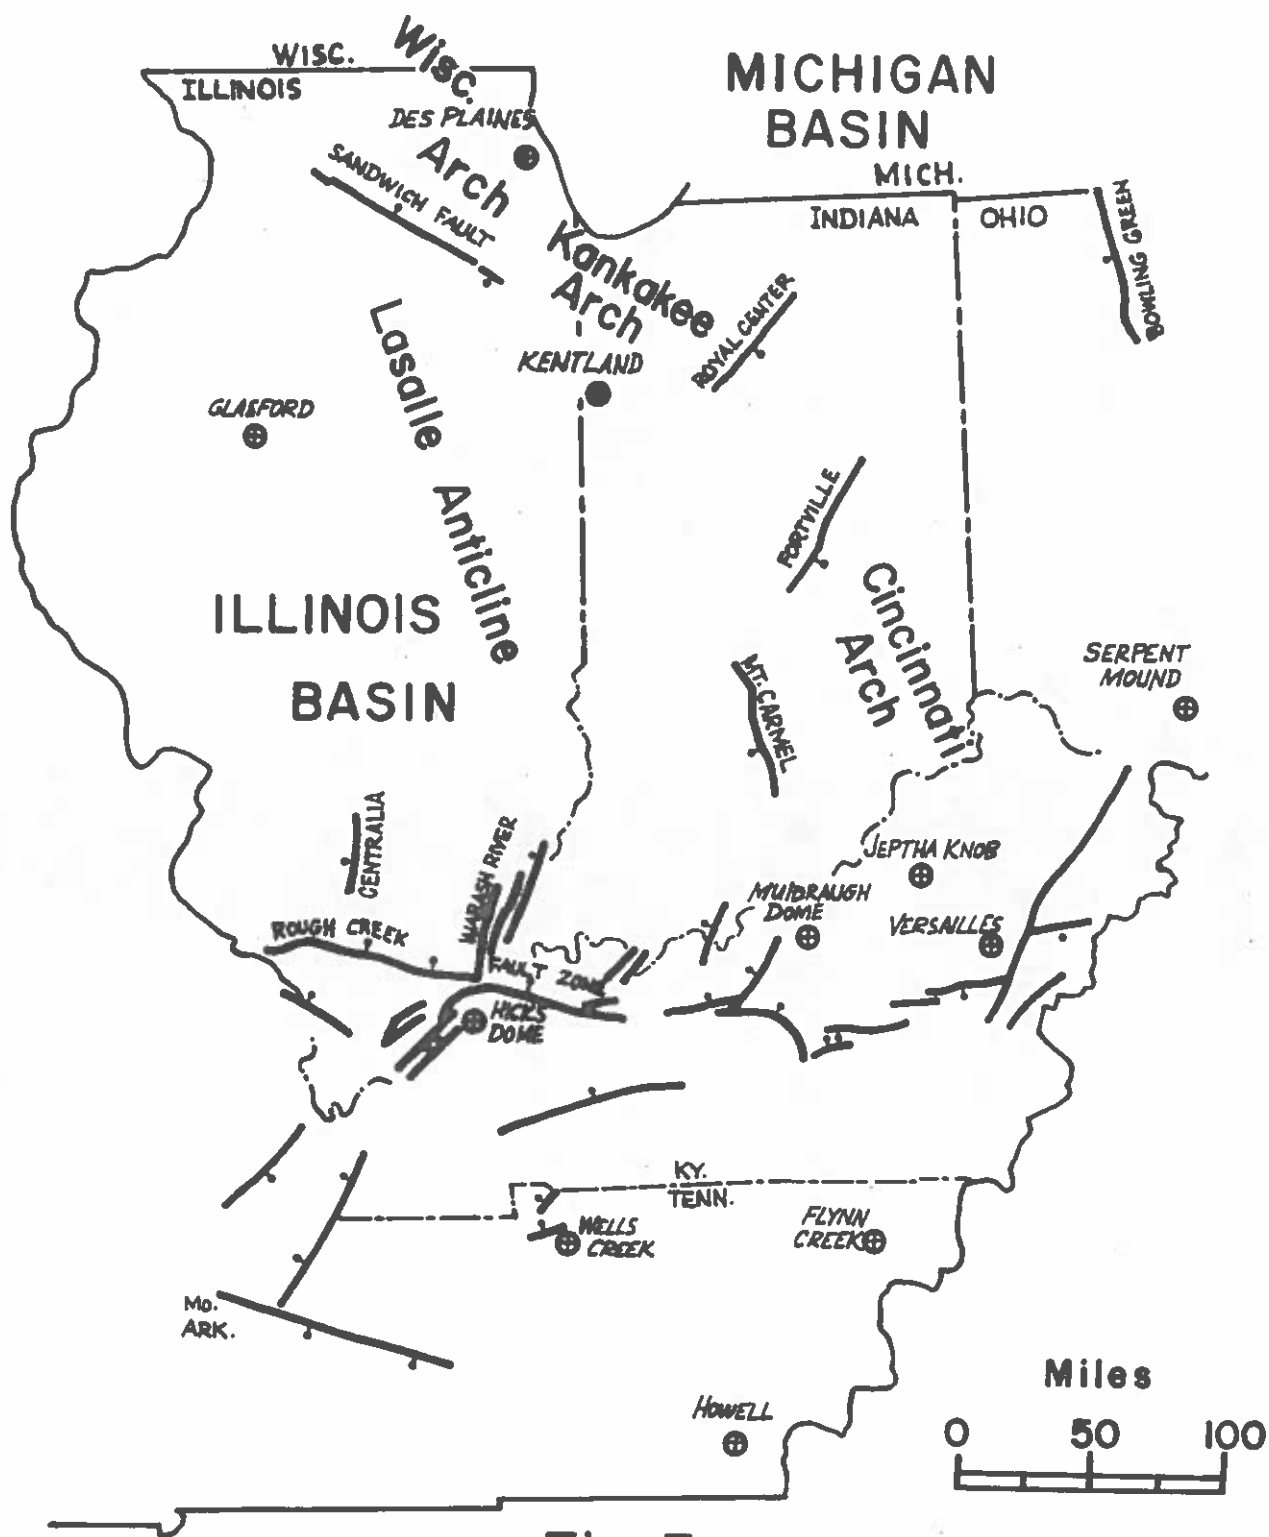 WISC.
ILLINOIS
Wisc.
Arch
DES PLAINES
SANDWICH FAULT
MICHIGAN
BASIN
MICH.
INDIANA
OHIO
BOWLING GREEN
Kankakee
Arch
ROYAL CENTER
KENTLAND
Lasalle
Anticline
GLASFORD
FORTVILLE
ILLINOIS
BASIN
Cincinnati
Arch
SERPENT
MOUND
MT. CARMEL
CENTRALIA
WABASH RIVER
JEPTHA KNOB
MULDRAUGH
DOME
VERSAILLES
ROUGH CREEK
FAULT ZONE
HICKS
DOME
KY.
TENN.
WELLS
CREEK
FLYNN
CREEK
MO.
ARK.
HOWELL
Miles
0 50 100